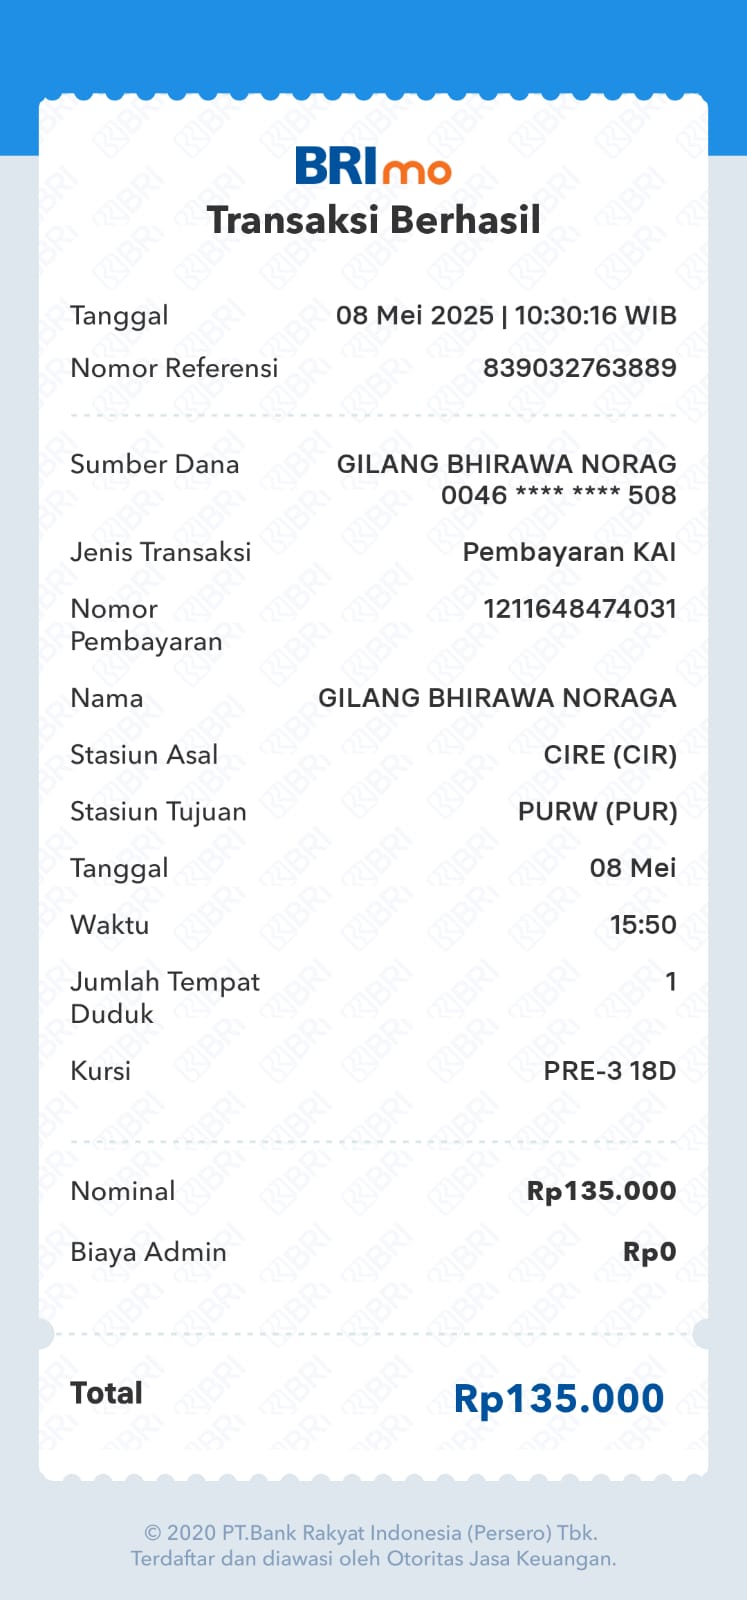 BRImo
Transaksi Berhasil
Tanggal 08 Mei 2025 | 10:30:16 WIB
Nomor Referensi 839032763889
Sumber Dana GILANG BHIRAWA NORAG
0046 **** **** 508
Jenis Transaksi Pembayaran KAI
Nomor 1211648474031
Pembayaran
Nama GILANG BHIRAWA NORAGA
Stasiun Asal CIRE (CIR)
Stasiun Tujuan PURW (PUR)
Tanggal 08 Mei
Waktu 15:50
Jumlah Tempat 1
Duduk
Kursi PRE-3 18D
Nominal Rp135.000
Biaya Admin Rp0
Total Rp135.000
© 2020 PT.Bank Rakyat Indonesia (Persero) Tbk.
Terdaftar dan diawasi oleh Otoritas Jasa Keuangan.